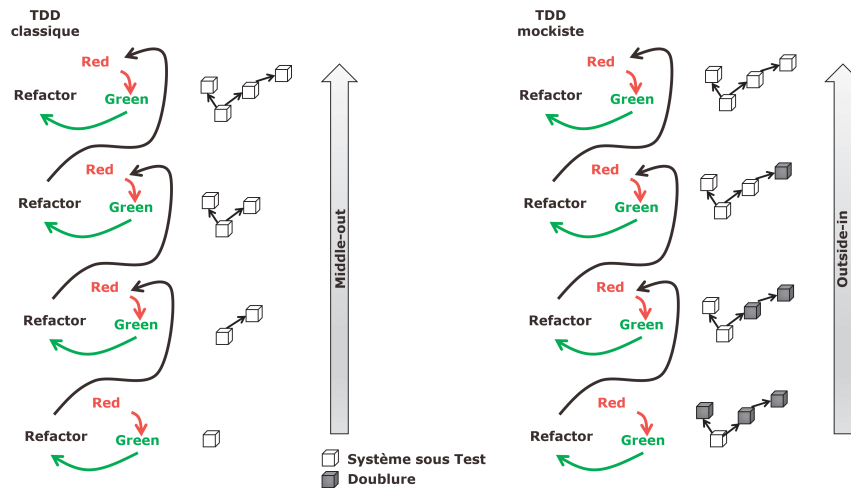 TDD
classique
Red
Refactor
Green
Red
Refactor
Green
Red
Refactor
Green
Red
Refactor
Green
Middle-out
TDD
mockiste
Red
Refactor
Green
Red
Refactor
Green
Red
Refactor
Green
Red
Refactor
Green
Outside-in
Système sous Test
Doublure